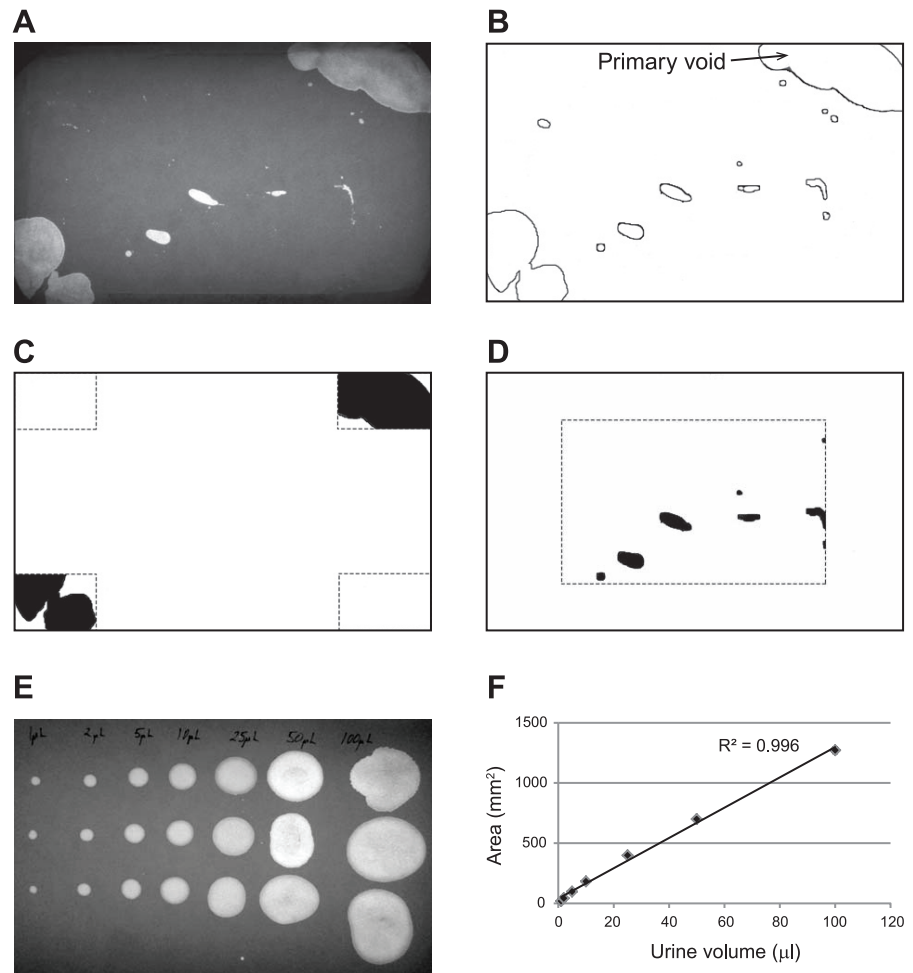 A
B
Primary void
C
D
E
1µL 2µL 5µL 10µL 25µL 50µL 100µL
F
1500
1000
500
0
R² = 0.996
Area (mm²)
0 20 40 60 80 100 120
Urine volume (µl)